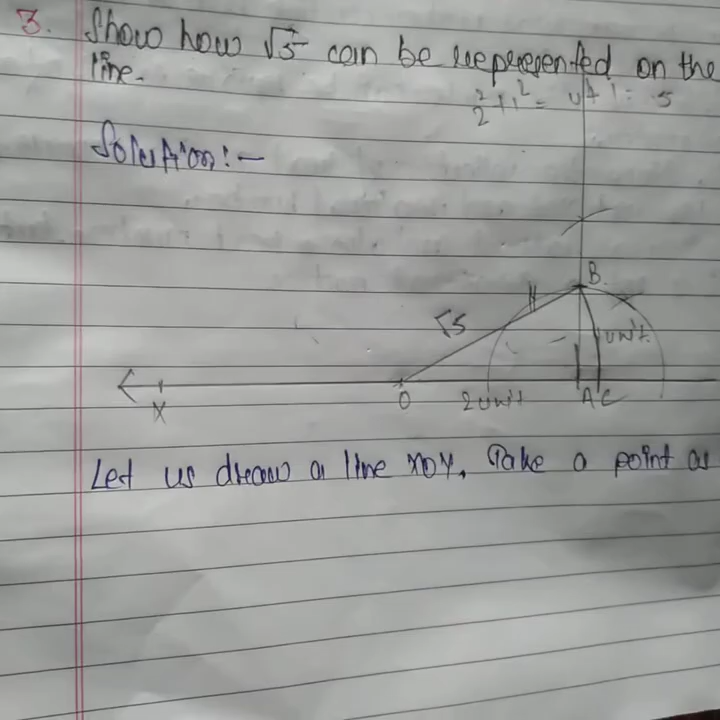 3. Show how √5 can be represented on the
line.
2² + 1² = 4 + 1 = 5
Solution:-
B
√5
1 unit
X
O
2 unit
A C
Let us draw a line XOY, Take a point as